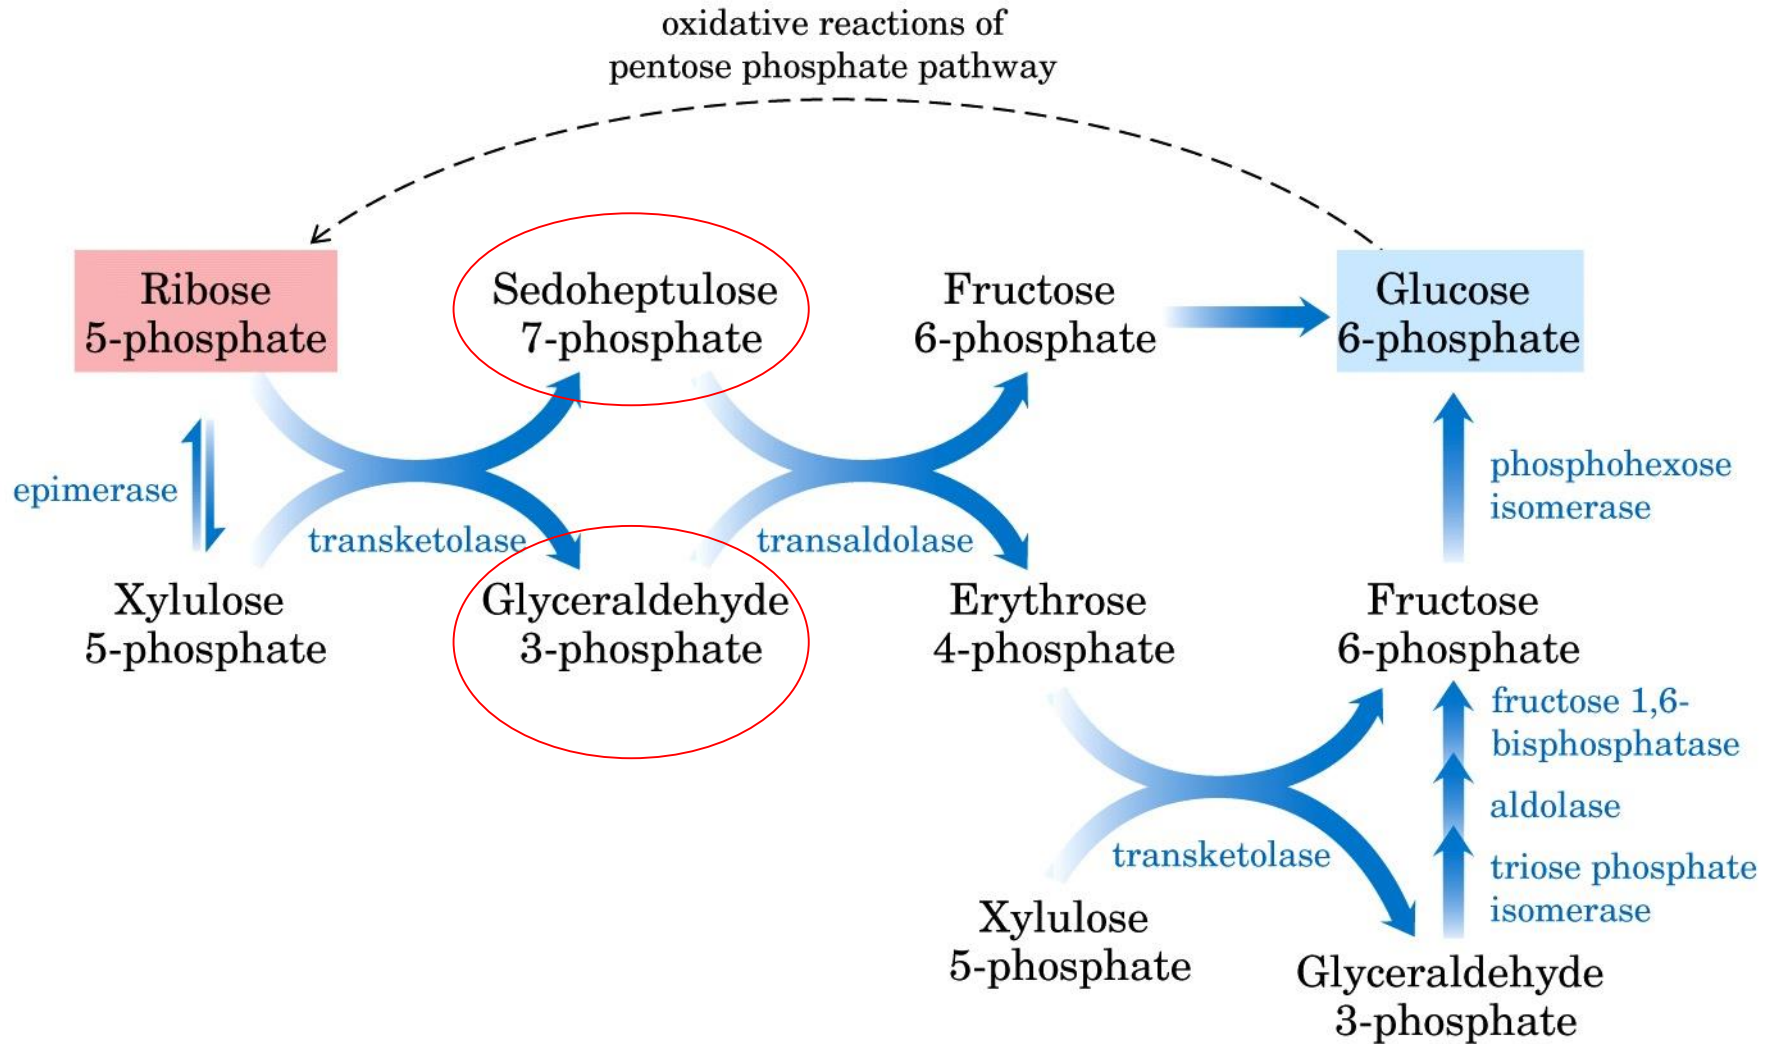 oxidative reactions of
pentose phosphate pathway
Ribose
5-phosphate
Sedoheptulose
7-phosphate
Fructose
6-phosphate
Glucose
6-phosphate
epimerase
transketolase
transaldolase
phosphohexose
isomerase
Xylulose
5-phosphate
Glyceraldehyde
3-phosphate
Erythrose
4-phosphate
Fructose
6-phosphate
fructose 1,6-
bisphosphatase
aldolase
transketolase
triose phosphate
isomerase
Xylulose
5-phosphate
Glyceraldehyde
3-phosphate